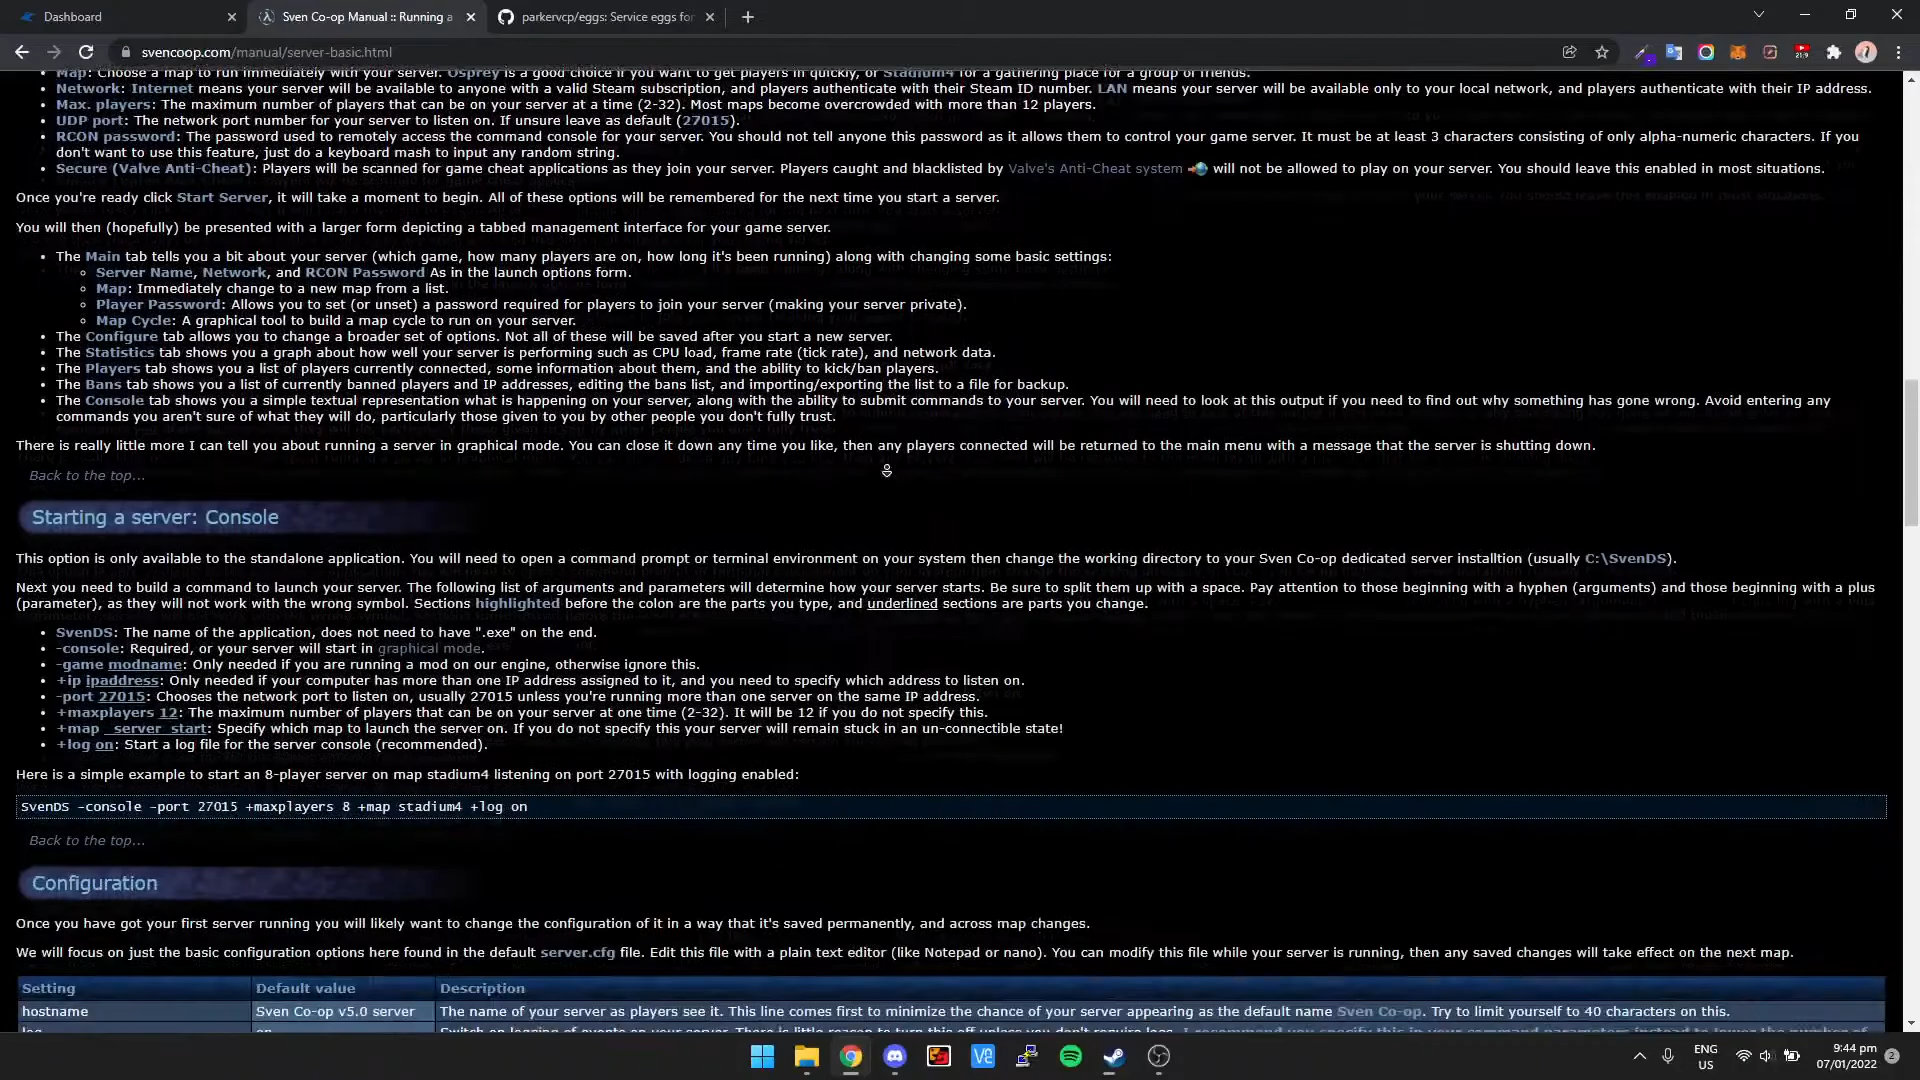 Dashboard
Sven Co-op Manual :: Running a
parkervcp/eggs: Service eggs for
svencoop.com/manual/server-basic.html
Map: Choose a map to run immediately with your server. Osprey is a good choice if you want to get players in quickly, or Stadium4 for a gathering place for a group of friends.
Network: Internet means your server will be available to anyone with a valid Steam subscription, and players authenticate with their Steam ID number. LAN means your server will be available only to your local network, and players authenticate with their IP address.
Max. players: The maximum number of players that can be on your server at a time (2-32). Most maps become overcrowded with more than 12 players.
UDP port: The network port number for your server to listen on. If unsure leave as default (27015).
RCON password: The password used to remotely access the command console for your server. You should not tell anyone this password as it allows them to control your game server. It must be at least 3 characters consisting of only alpha-numeric characters. If you
don't want to use this feature, just do a keyboard mash to input any random string.
Secure (Valve Anti-Cheat): Players will be scanned for game cheat applications as they join your server. Players caught and blacklisted by Valve's Anti-Cheat system will not be allowed to play on your server. You should leave this enabled in most situations.
Once you're ready click Start Server, it will take a moment to begin. All of these options will be remembered for the next time you start a server.
You will then (hopefully) be presented with a larger form depicting a tabbed management interface for your game server.
The Main tab tells you a bit about your server (which game, how many players are on, how long it's been running) along with changing some basic settings:
Server Name, Network, and RCON Password As in the launch options form.
Map: Immediately change to a new map from a list.
Player Password: Allows you to set (or unset) a password required for players to join your server (making your server private).
Map Cycle: A graphical tool to build a map cycle to run on your server.
The Configure tab allows you to change a broader set of options. Not all of these will be saved after you start a new server.
The Statistics tab shows you a graph about how well your server is performing such as CPU load, frame rate (tick rate), and network data.
The Players tab shows you a list of players currently connected, some information about them, and the ability to kick/ban players.
The Bans tab shows you a list of currently banned players and IP addresses, editing the bans list, and importing/exporting the list to a file for backup.
The Console tab shows you a simple textual representation what is happening on your server, along with the ability to submit commands to your server. You will need to look at this output if you need to find out why something has gone wrong. Avoid entering any
commands you aren't sure of what they will do, particularly those given to you by other people you don't fully trust.
There is really little more I can tell you about running a server in graphical mode. You can close it down any time you like, then any players connected will be returned to the main menu with a message that the server is shutting down.
Back to the top...
Starting a server: Console
This option is only available to the standalone application. You will need to open a command prompt or terminal environment on your system then change the working directory to your Sven Co-op dedicated server installtion (usually C:\SvenDS).
Next you need to build a command to launch your server. The following list of arguments and parameters will determine how your server starts. Be sure to split them up with a space. Pay attention to those beginning with a hyphen (arguments) and those beginning with a plus
(parameter), as they will not work with the wrong symbol. Sections highlighted before the colon are the parts you type, and underlined sections are parts you change.
SvenDS: The name of the application, does not need to have ".exe" on the end.
-console: Required, or your server will start in graphical mode.
-game modname: Only needed if you are running a mod on our engine, otherwise ignore this.
+ip ipaddress: Only needed if your computer has more than one IP address assigned to it, and you need to specify which address to listen on.
-port 27015: Chooses the network port to listen on, usually 27015 unless you're running more than one server on the same IP address.
+maxplayers 12: The maximum number of players that can be on your server at one time (2-32). It will be 12 if you do not specify this.
+map _server_start: Specify which map to launch the server on. If you do not specify this your server will remain stuck in an un-connectible state!
+log on: Start a log file for the server console (recommended).
Here is a simple example to start an 8-player server on map stadium4 listening on port 27015 with logging enabled:
SvenDS -console -port 27015 +maxplayers 8 +map stadium4 +log on
Back to the top...
Configuration
Once you have got your first server running you will likely want to change the configuration of it in a way that it's saved permanently, and across map changes.
We will focus on just the basic configuration options here found in the default server.cfg file. Edit this file with a plain text editor (like Notepad or nano). You can modify this file while your server is running, then any saved changes will take effect on the next map.
Setting Default value Description
hostname Sven Co-op v5.0 server The name of your server as players see it. This line comes first to minimize the chance of your server appearing as the default name Sven Co-op. Try to limit yourself to 40 characters on this.
ENG
US
9:44 pm
07/01/2022
2